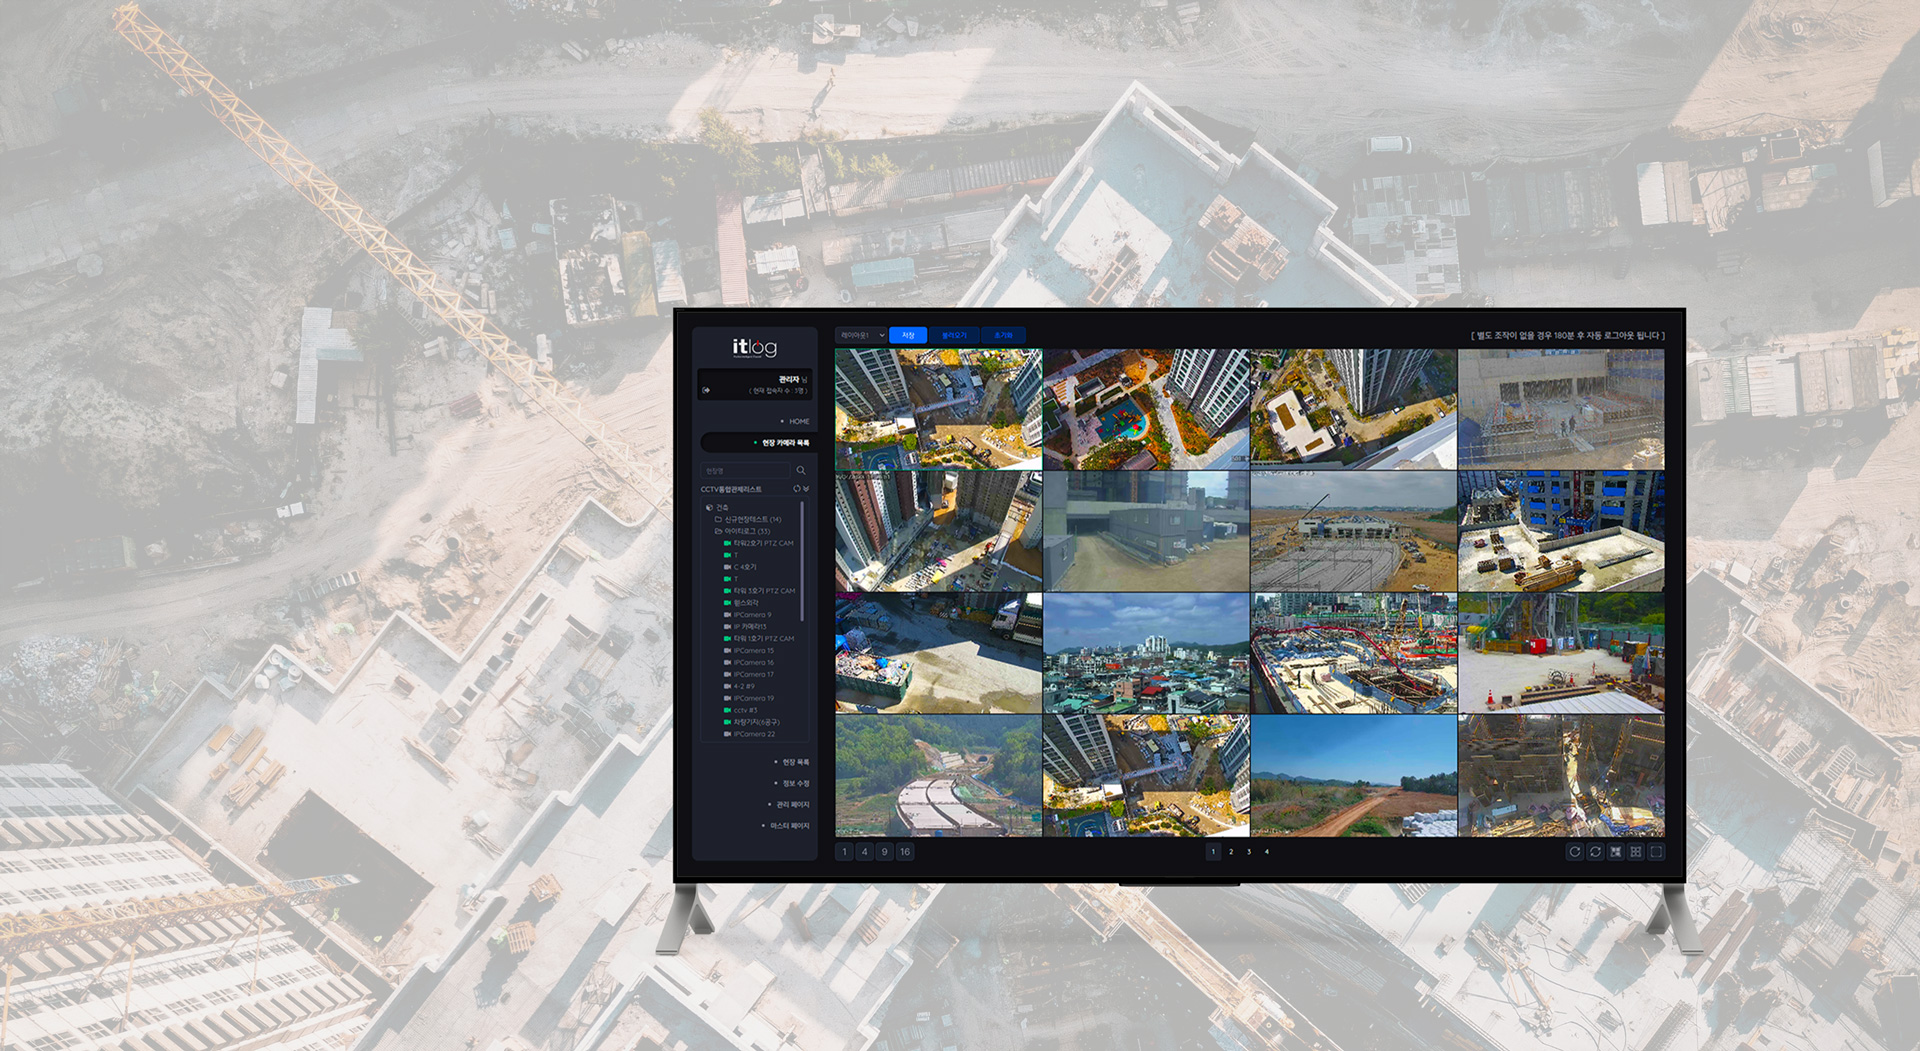 itlog
관리자 님
( 현재 접속자 수 : 3명 )
HOME
현장 카메라 목록
현장명
CCTV통합관제리스트
건축
신규현장테스트 (14)
아이티로그 (33)
타워2호기 PTZ CAM
T
C 4호기
T
타워 3호기 PTZ CAM
헬스외각
IPCamera 9
IP 카메라13
타워 1호기 PTZ CAM
IPCamera 15
IPCamera 16
IPCamera 17
4-2 #9
IPCamera 19
cctv #3
차량기지(6공구)
IPCamera 22
현장 목록
정보 수정
관리 페이지
마스터 페이지
레이아웃1
저장
불러오기
초기화
[ 별도 조작이 없을 경우 180분 후 자동 로그아웃 됩니다 ]
1 4 9 16
1 2 3 4